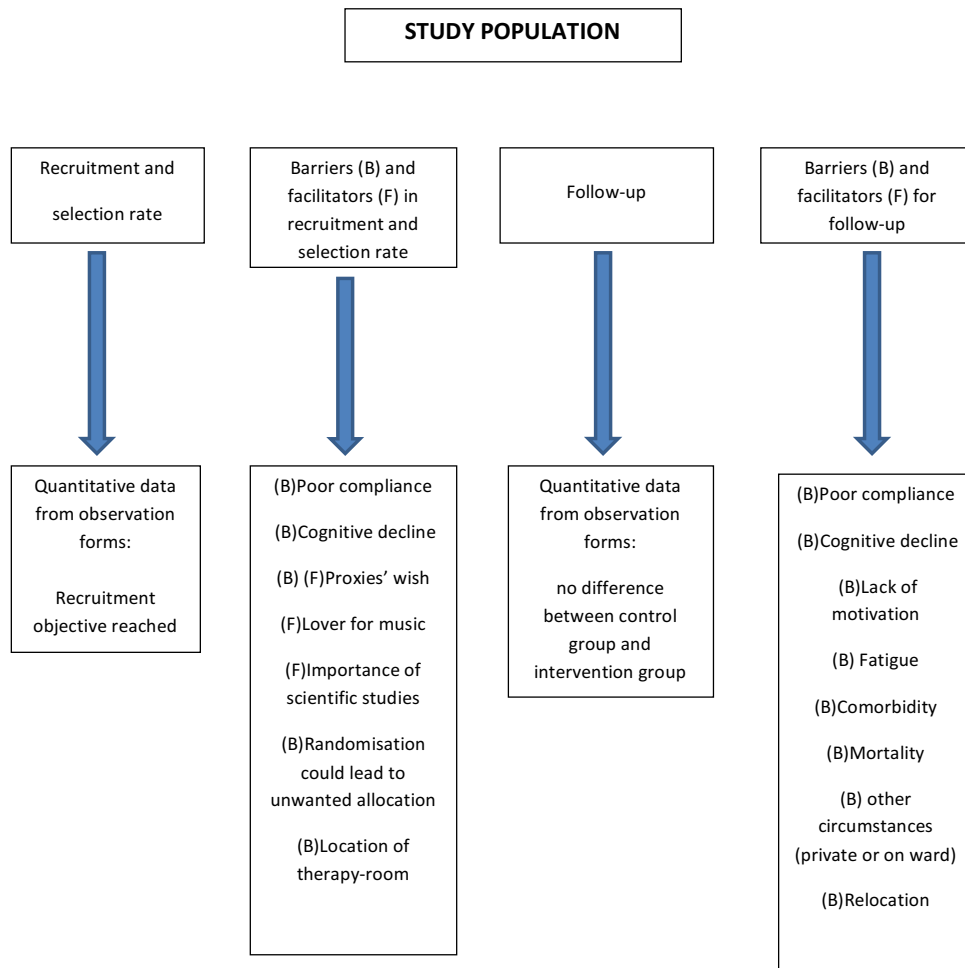 STUDY POPULATION
Recruitment and
selection rate
Barriers (B) and
facilitators (F) in
recruitment and
selection rate
Follow-up
Barriers (B) and
facilitators (F) for
follow-up
Quantitative data
from observation
forms:
Recruitment
objective reached
(B)Poor compliance
(B)Cognitive decline
(B) (F)Proxies’ wish
(F)Lover for music
(F)Importance of
scientific studies
(B)Randomisation
could lead to
unwanted allocation
(B)Location of
therapy-room
Quantitative data
from observation
forms:
no difference
between control
group and
intervention group
(B)Poor compliance
(B)Cognitive decline
(B)Lack of
motivation
(B) Fatigue
(B)Comorbidity
(B)Mortality
(B) other
circumstances
(private or on ward)
(B)Relocation